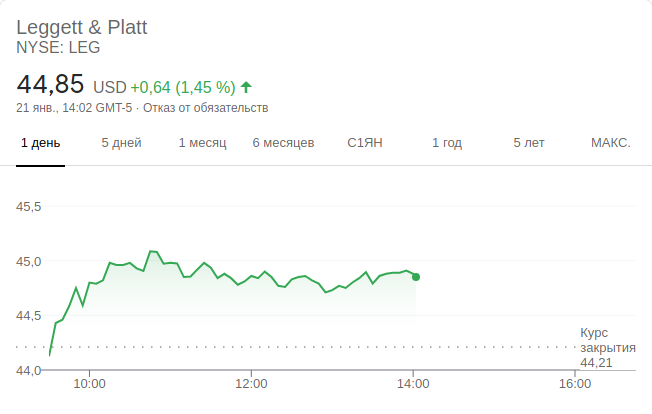 Leggett & Platt
NYSE: LEG
44,85 USD +0,64 (1,45 %)
21 янв., 14:02 GMT-5 · Отказ от обязательств
1 день 5 дней 1 месяц 6 месяцев С1ЯН 1 год 5 лет МАКС.
45,5
45,0
44,5
Курс
закрытия
44,21
44,0
10:00 12:00 14:00 16:00